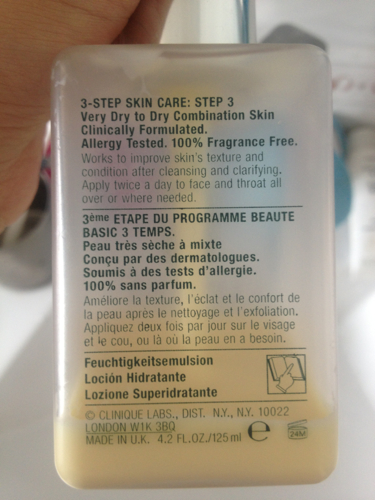 3-STEP SKIN CARE: STEP 3
Very Dry to Dry Combination Skin
Clinically Formulated.
Allergy Tested. 100% Fragrance Free.
Works to improve skin's texture and
condition after cleansing and clarifying.
Apply twice a day to face and throat all
over or where needed.
3ème ETAPE DU PROGRAMME BEAUTE
BASIC 3 TEMPS.
Peau très sèche à mixte
Conçu par des dermatologues.
Soumis à des tests d'allergie.
100% sans parfum.
Améliore la texture, l'éclat et le confort de
la peau après le nettoyage et l'exfoliation.
Appliquez deux fois par jour sur le visage
et le cou, ou là où la peau en a besoin.
Feuchtigkeitsemulsion
Loción Hidratante
Lozione Superidratante
© CLINIQUE LABS., DIST. N.Y., N.Y. 10022
LONDON W1K 3BQ
MADE IN U.K. 4.2 FL.OZ./125 ml ℮ 24M